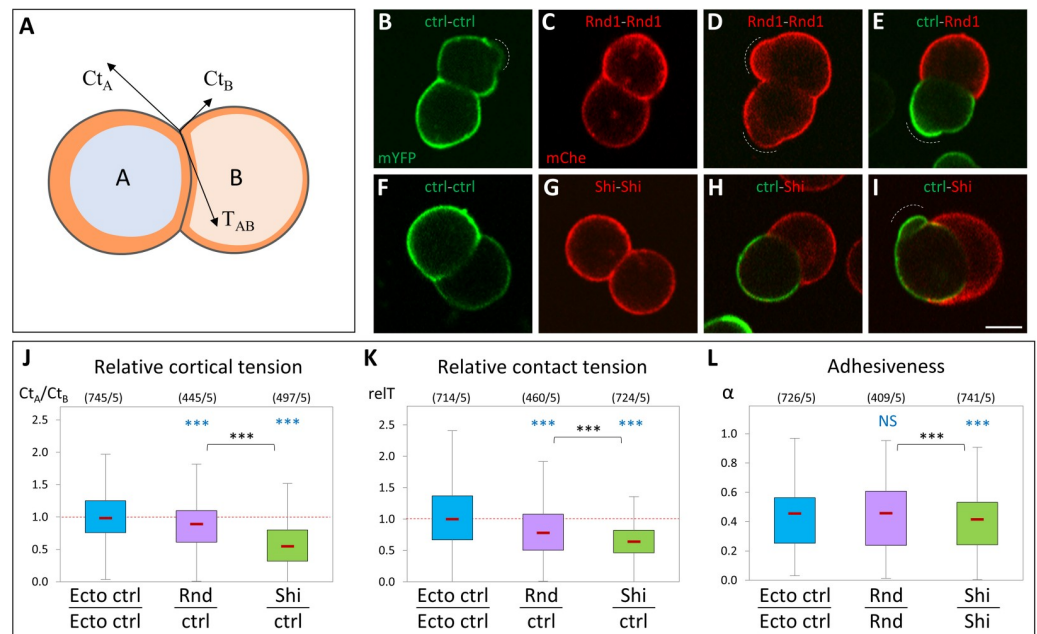 A
Ct_A
Ct_B
A
B
T_AB
B
ctrl-ctrl
mYFP
C
Rnd1-Rnd1
mChe
D
Rnd1-Rnd1
E
ctrl-Rnd1
F
ctrl-ctrl
G
Shi-Shi
H
ctrl-Shi
I
ctrl-Shi
J
Relative cortical tension
Ct_A/Ct_B
(745/5) (445/5) (497/5)
*** ***
***
2.5
2.0
1.5
1.0
0.5
0.0
Ecto ctrl Rnd Shi
Ecto ctrl ctrl ctrl
K
Relative contact tension
relT
(714/5) (460/5) (724/5)
*** ***
***
2.5
2.0
1.5
1.0
0.5
0.0
Ecto ctrl Rnd Shi
Ecto ctrl ctrl ctrl
L
Adhesiveness
α
(726/5) (409/5) (741/5)
NS ***
***
1.0
0.8
0.6
0.4
0.2
0.0
Ecto ctrl Rnd Shi
Ecto ctrl Rnd Shi